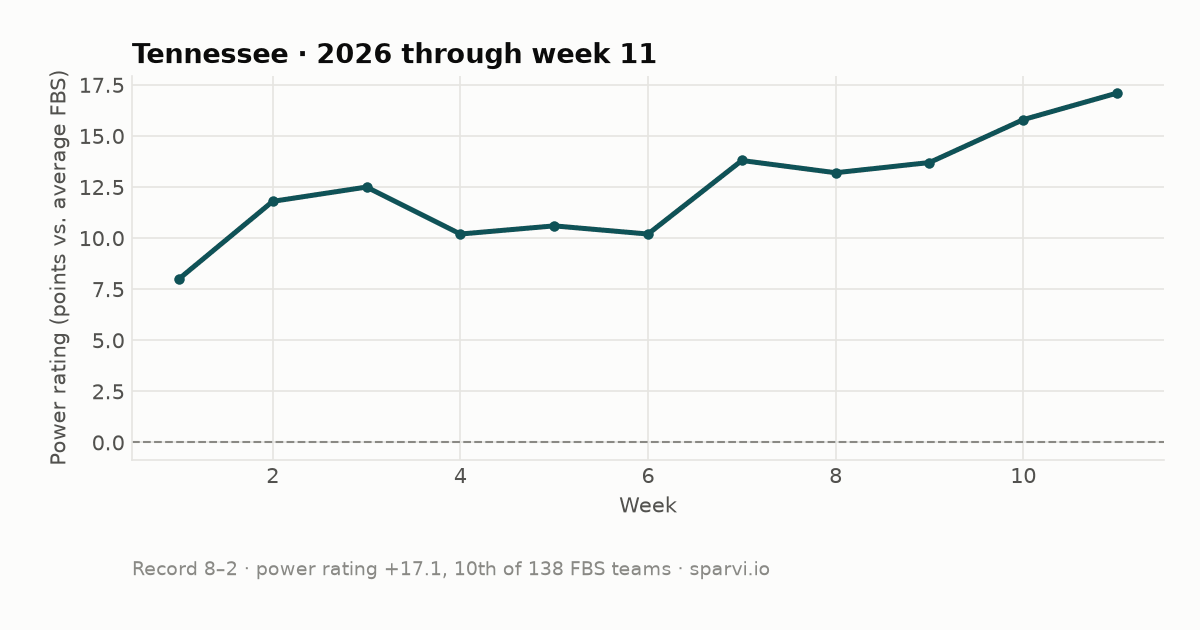 Tennessee · 2026 through week 11
Power rating (points vs. average FBS)
17.5
15.0
12.5
10.0
7.5
5.0
2.5
0.0
2 4 6 8 10
Week
Record 8–2 · power rating +17.1, 10th of 138 FBS teams · sparvi.io